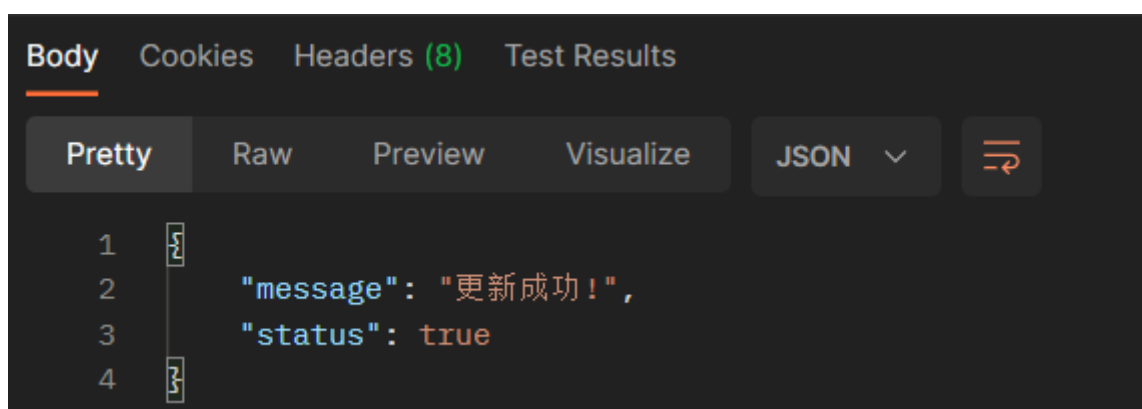 Body Cookies Headers (8) Test Results
Pretty Raw Preview Visualize JSON
1 {
2 "message": "更新成功!",
3 "status": true
4 }